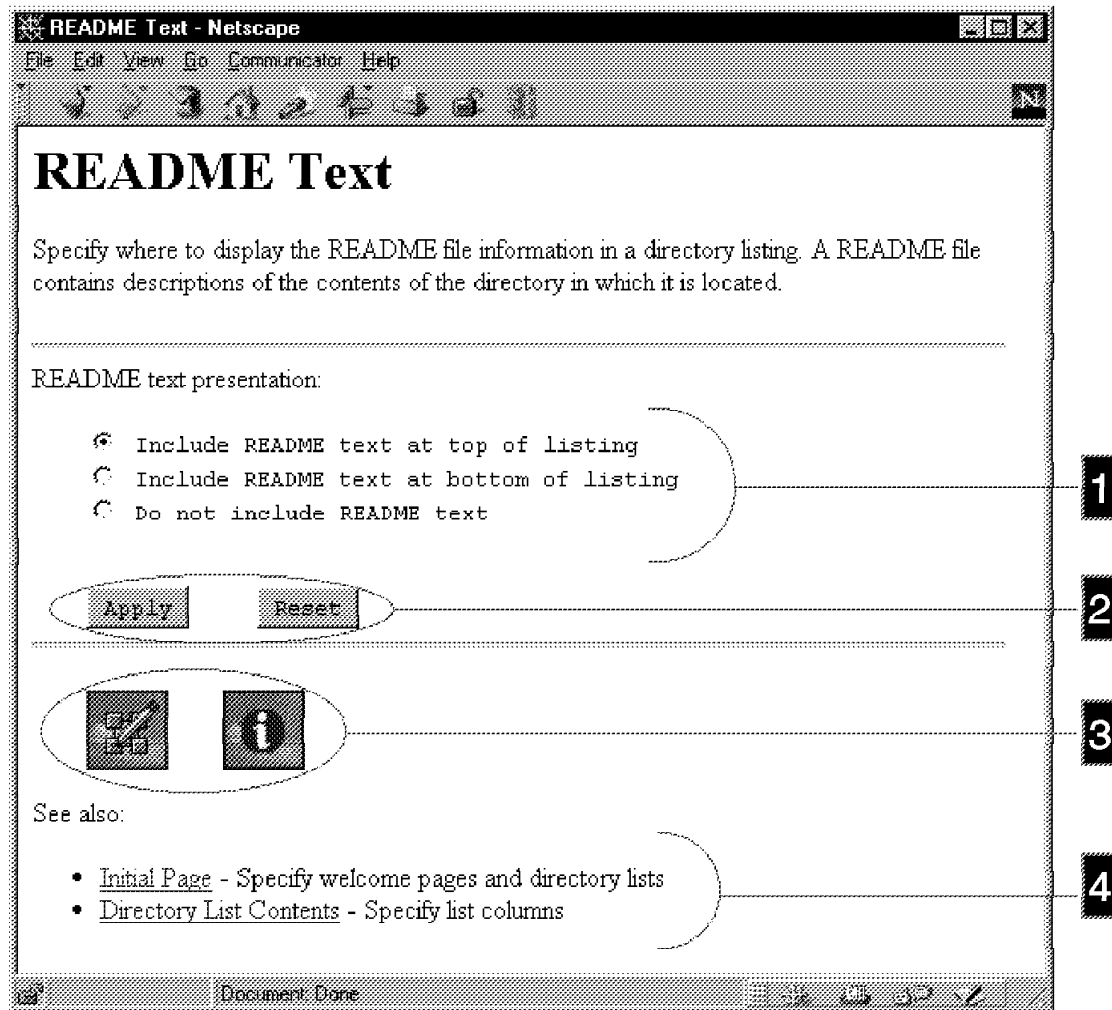 README Text - Netscape
File Edit View Go Communicator Help
N
README Text
Specify where to display the README file information in a directory listing. A README file
contains descriptions of the contents of the directory in which it is located.
README text presentation:
Include README text at top of listing
Include README text at bottom of listing
Do not include README text
1
Apply Reset
2
i
3
See also:
• Initial Page - Specify welcome pages and directory lists
• Directory List Contents - Specify list columns
4
Document: Done